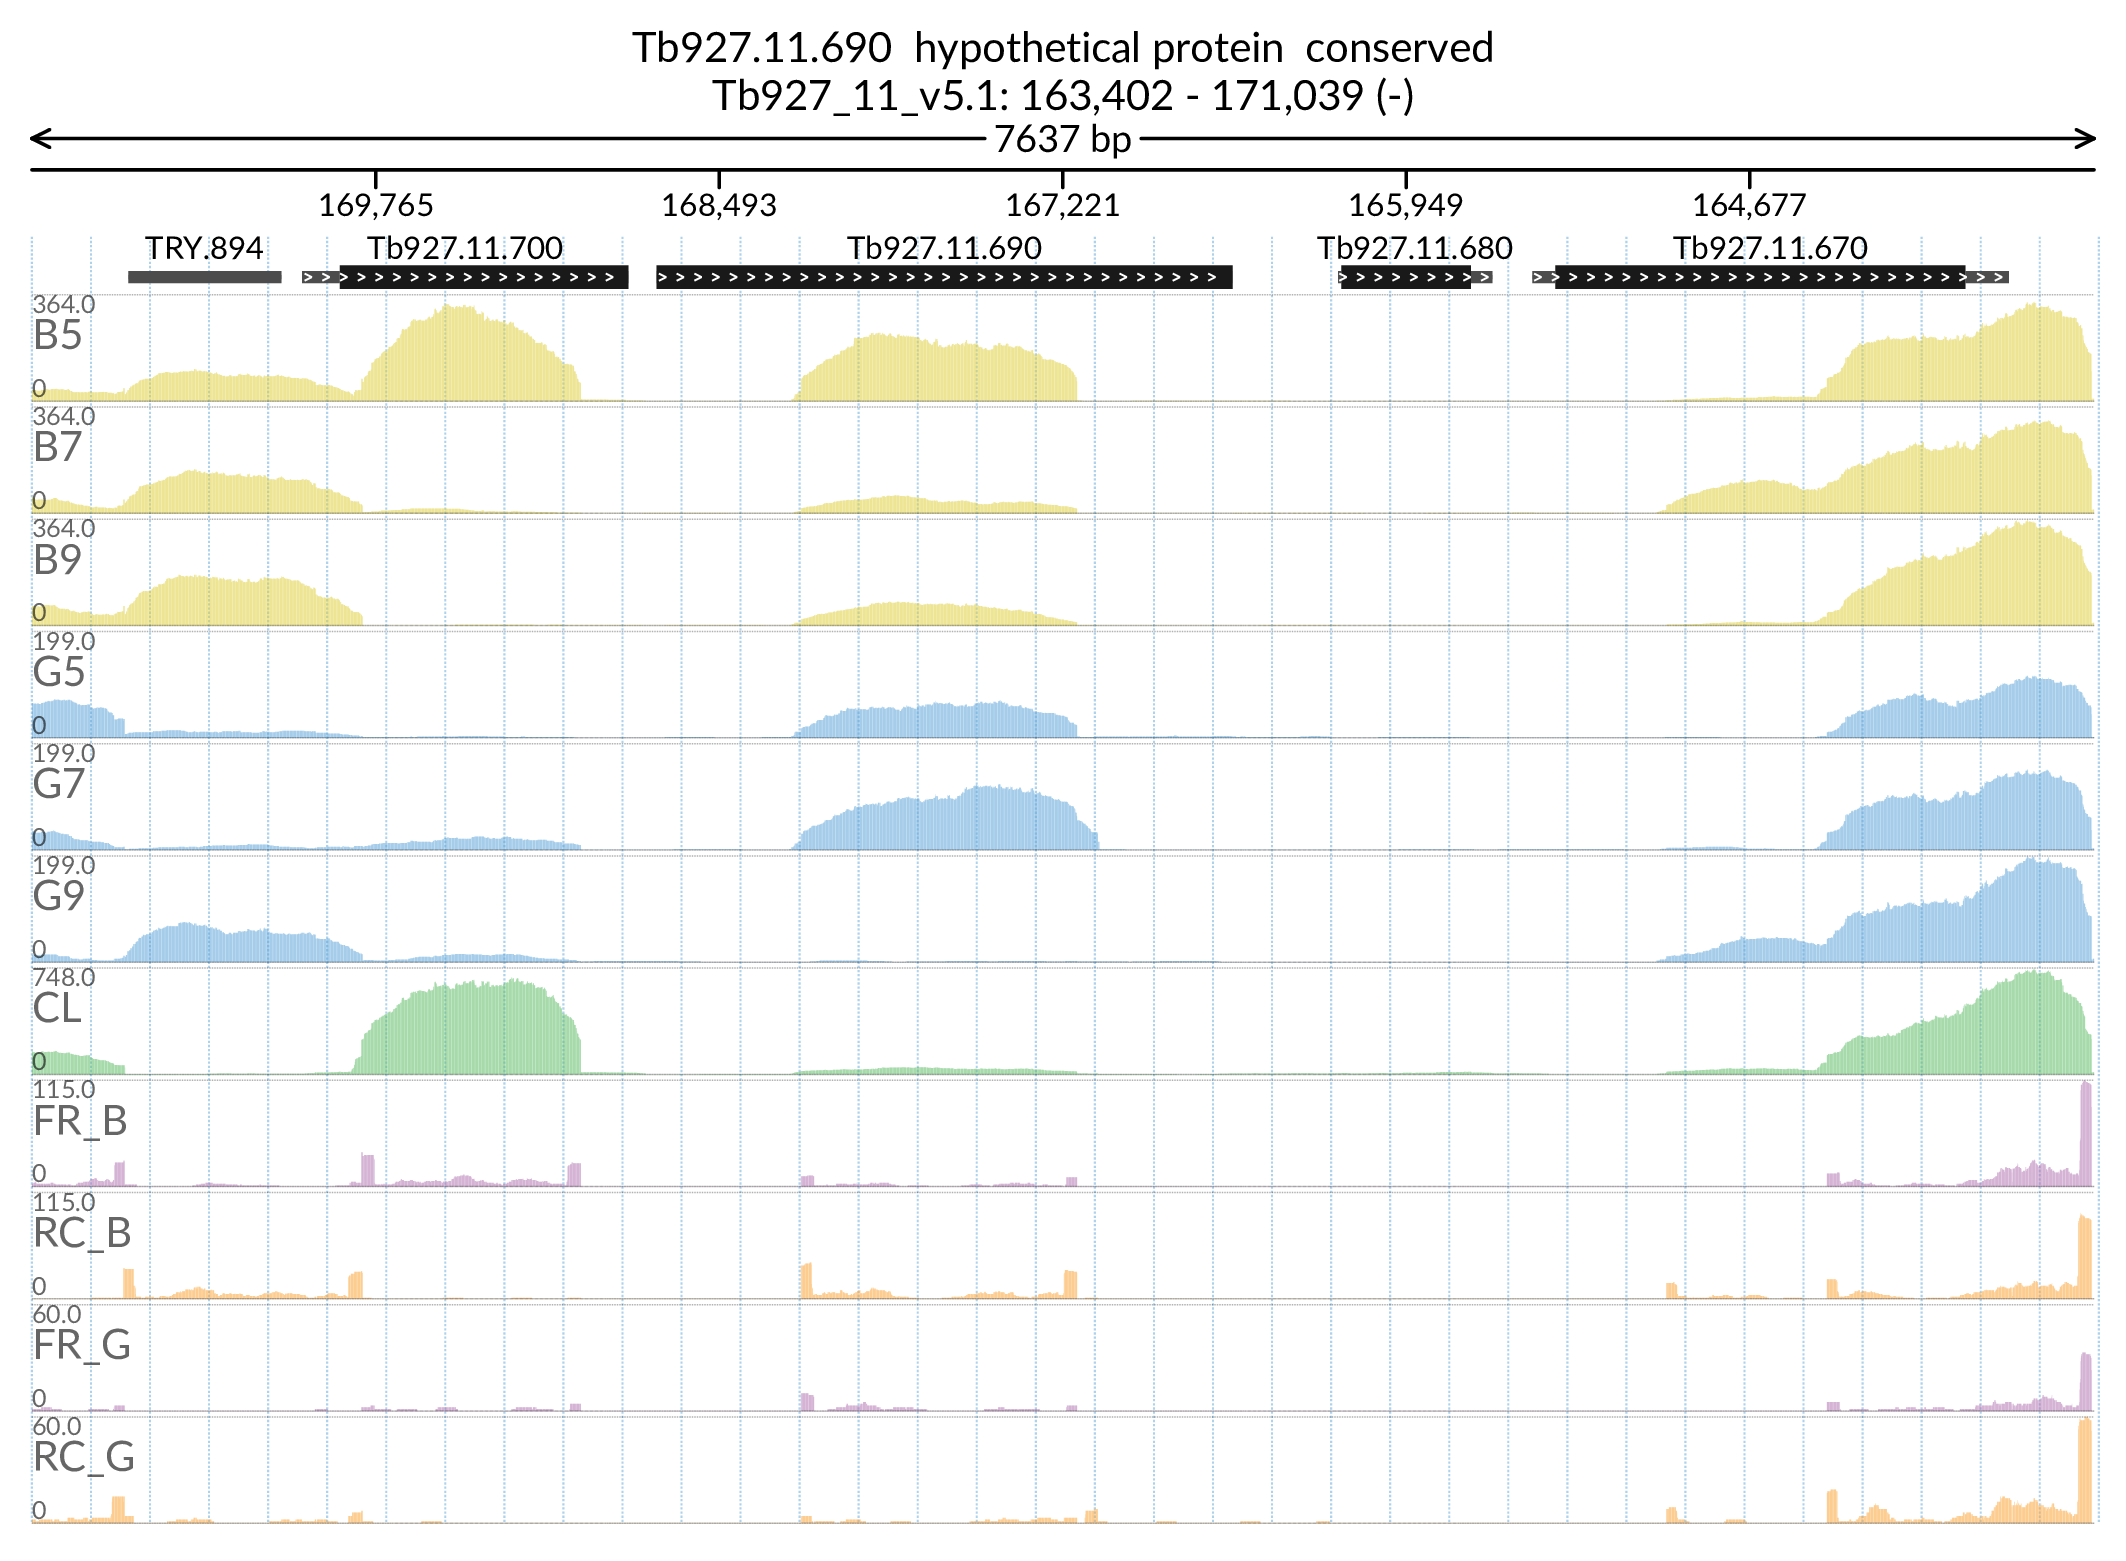 Tb927.11.690  hypothetical protein  conserved
Tb927_11_v5.1: 163,402 - 171,039 (-)
7637 bp
169,765 168,493 167,221 165,949 164,677
TRY.894 Tb927.11.700 Tb927.11.690 Tb927.11.680 Tb927.11.670
364.0
B5
0
364.0
B7
0
364.0
B9
0
199.0
G5
0
199.0
G7
0
199.0
G9
0
748.0
CL
0
115.0
FR_B
0
115.0
RC_B
0
60.0
FR_G
0
60.0
RC_G
0